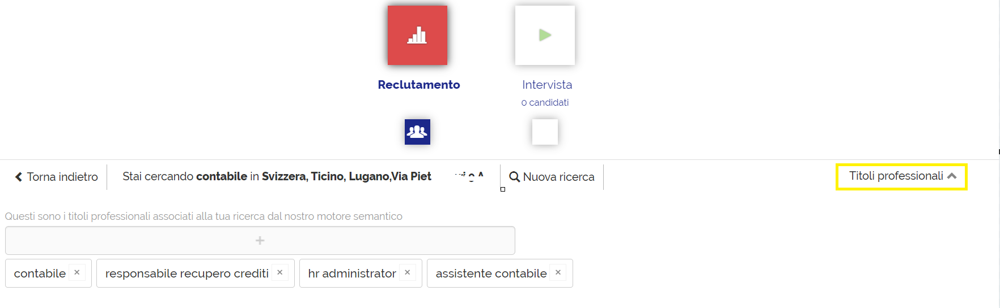 Reclutamento
Intervista
0 candidati
Torna indietro
Stai cercando contabile in Svizzera, Ticino, Lugano,Via Piet
Nuova ricerca
Titoli professionali
Questi sono i titoli professionali associati alla tua ricerca dal nostro motore semantico
+
contabile ×
responsabile recupero crediti ×
hr administrator ×
assistente contabile ×